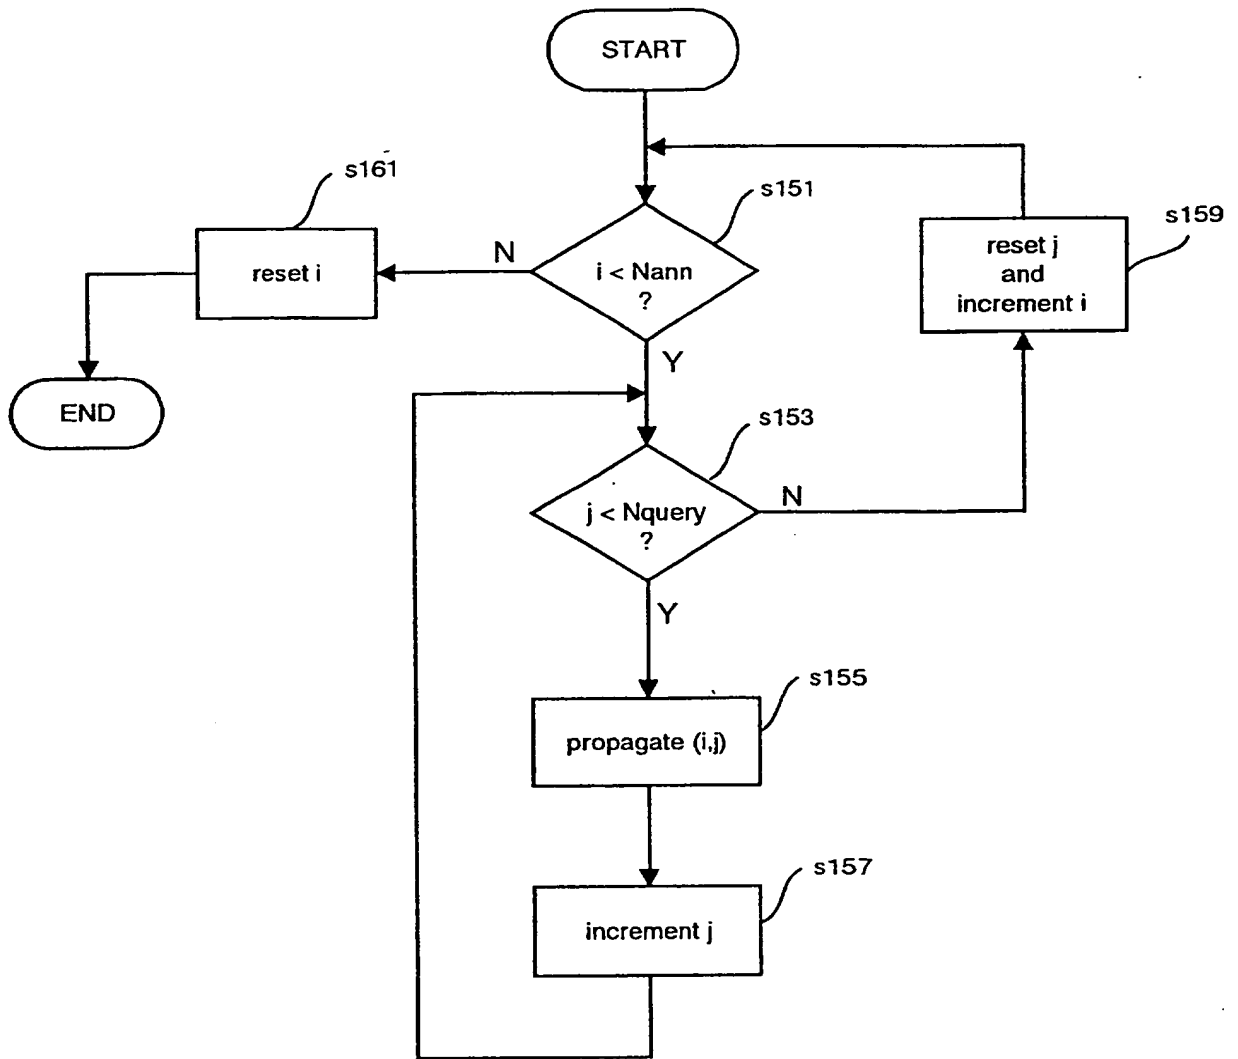 START
s161
s151
s159
reset i
N
i < Nann
?
reset j
and
increment i
Y
END
s153
j < Nquery
?
N
Y
s155
propagate (i,j)
s157
increment j